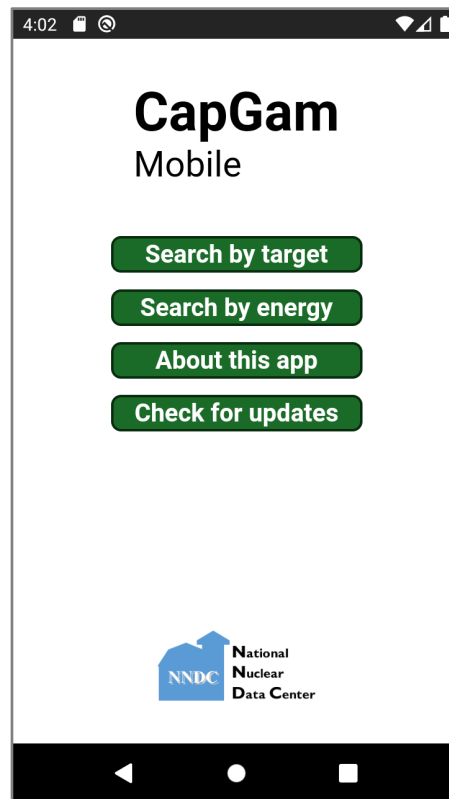 4:02
CapGam
Mobile
Search by target
Search by energy
About this app
Check for updates
NNDC
National
Nuclear
Data Center